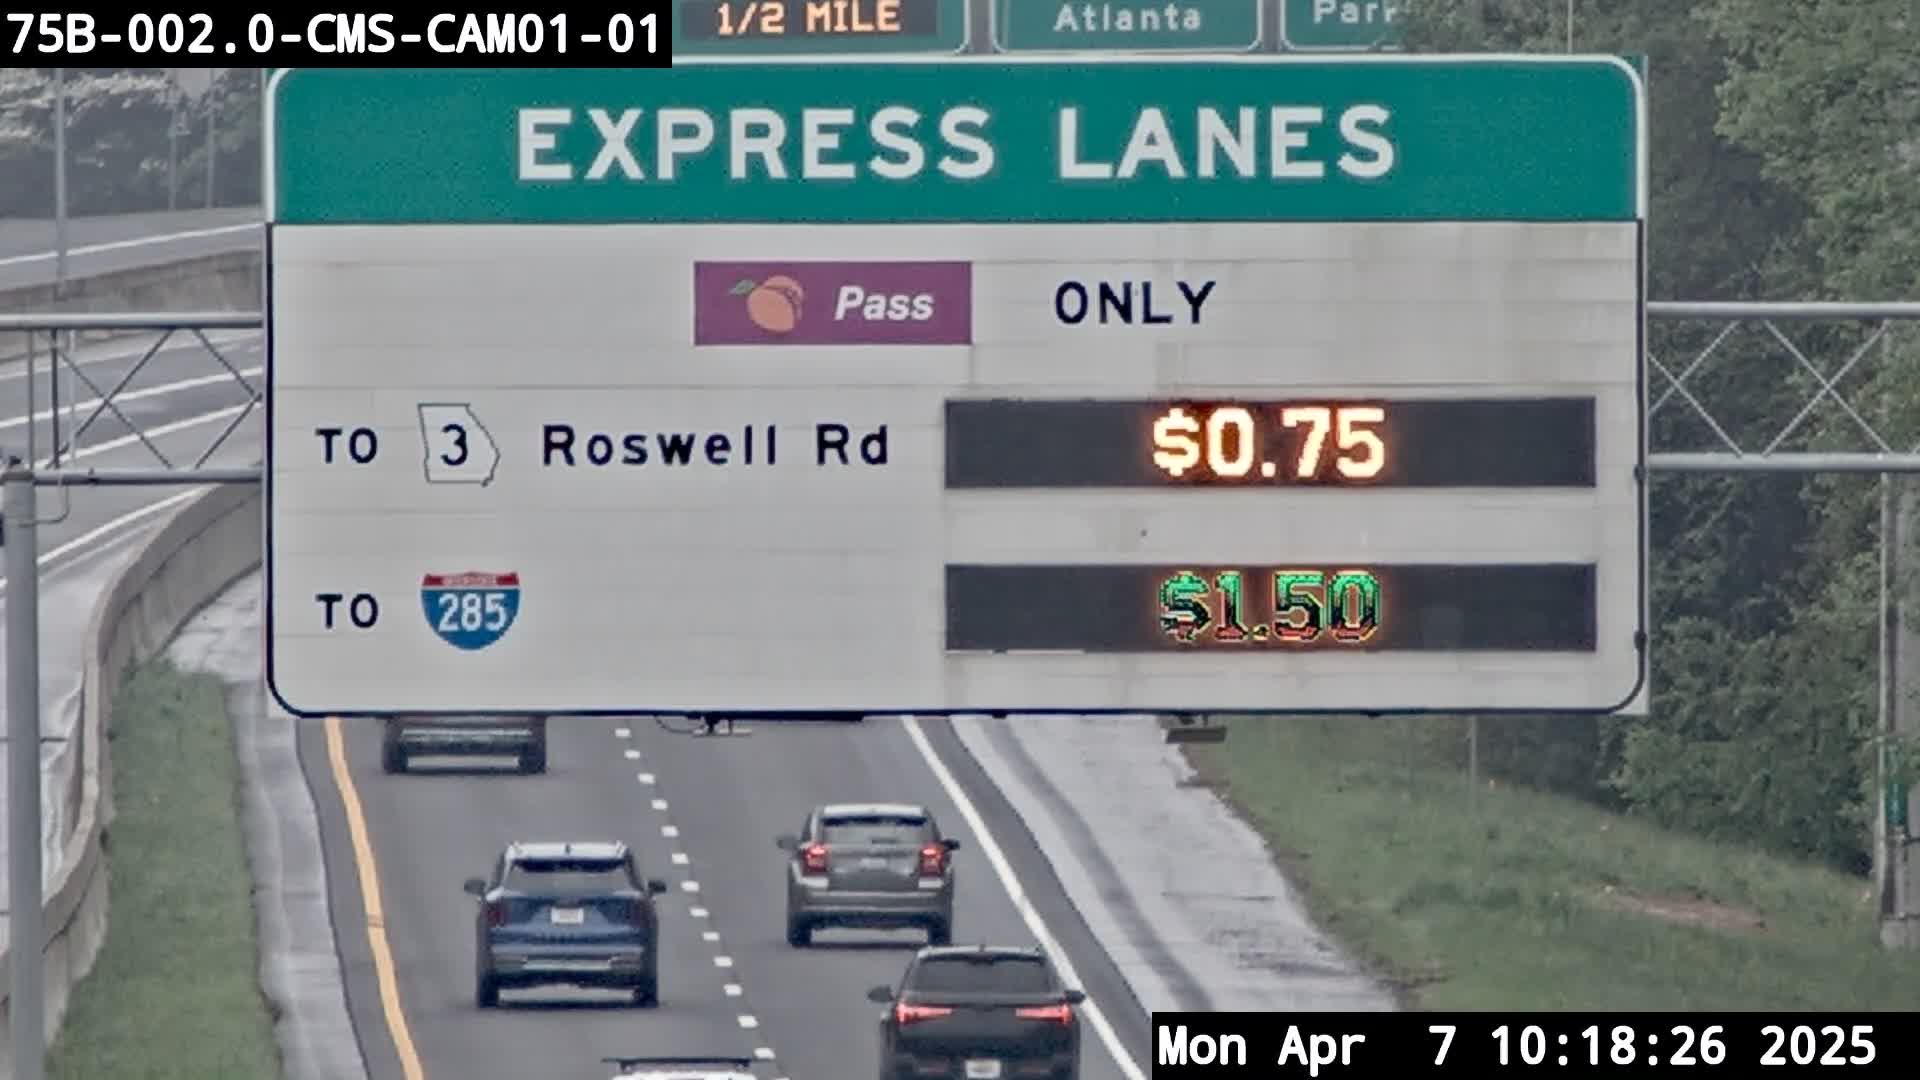 75B-002.0-CMS-CAM01-01
1/2 MILE
Atlanta
EXPRESS LANES
Pass ONLY
TO 3 Roswell Rd $0.75
TO INTERSTATE 285 $1.50
Mon Apr 7 10:18:26 2025